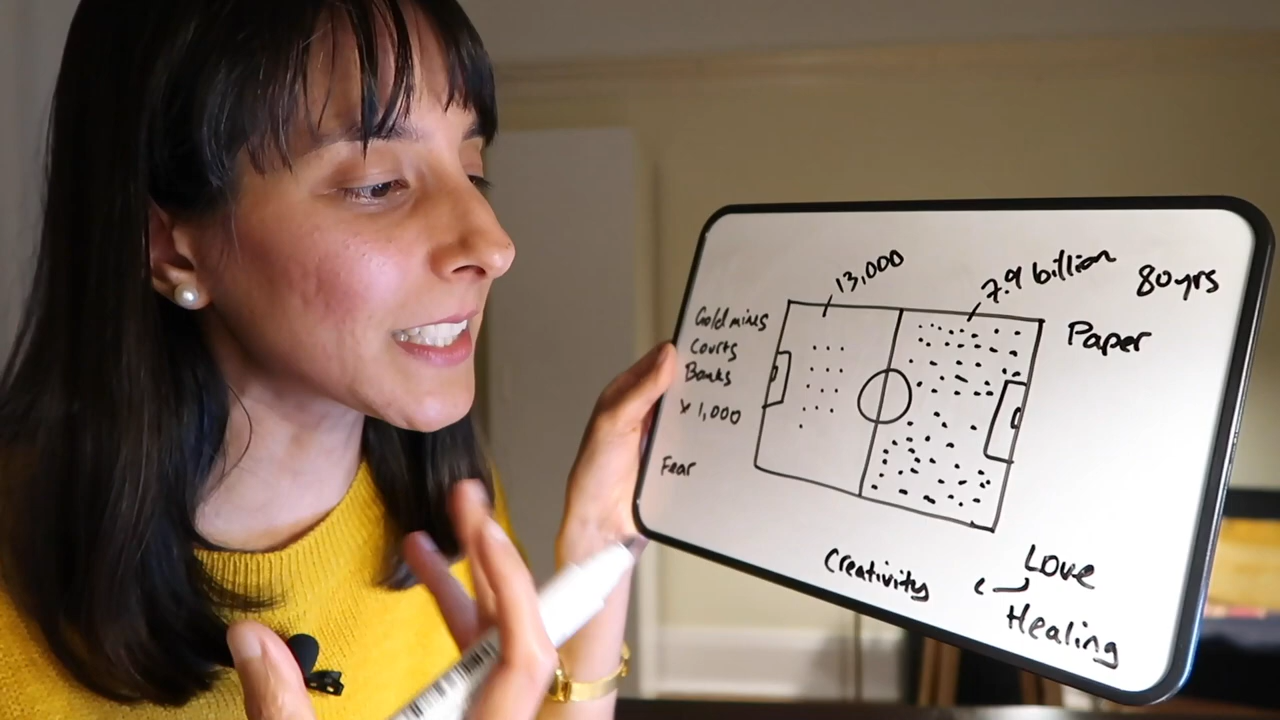 13,000
7.9 billion
80yrs
Gold mines
Courts
Banks
x 1,000
Fear
Paper
Creativity
Love
Healing